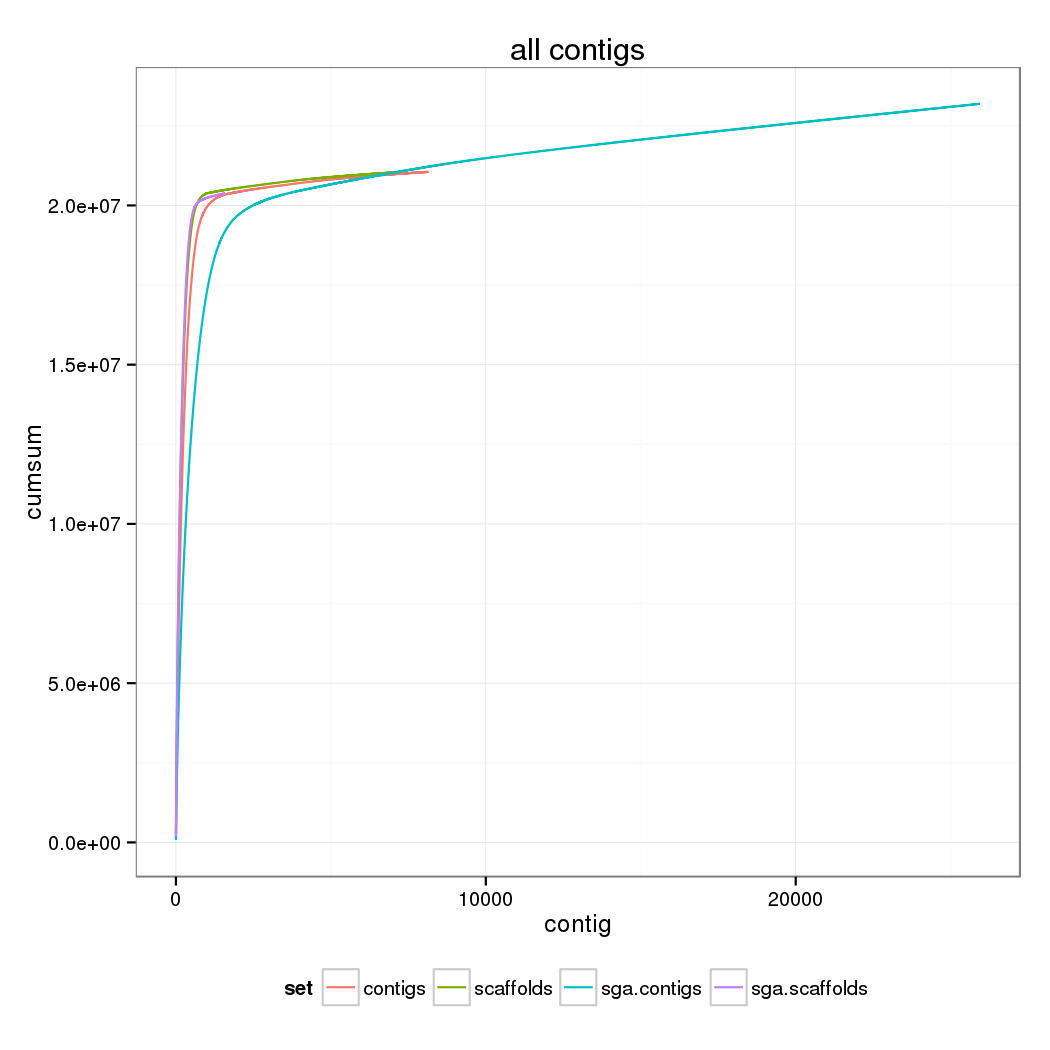 all contigs
cumsum
2.0e+07
1.5e+07
1.0e+07
5.0e+06
0.0e+00
0 10000 20000
contig
set contigs scaffolds sga.contigs sga.scaffolds